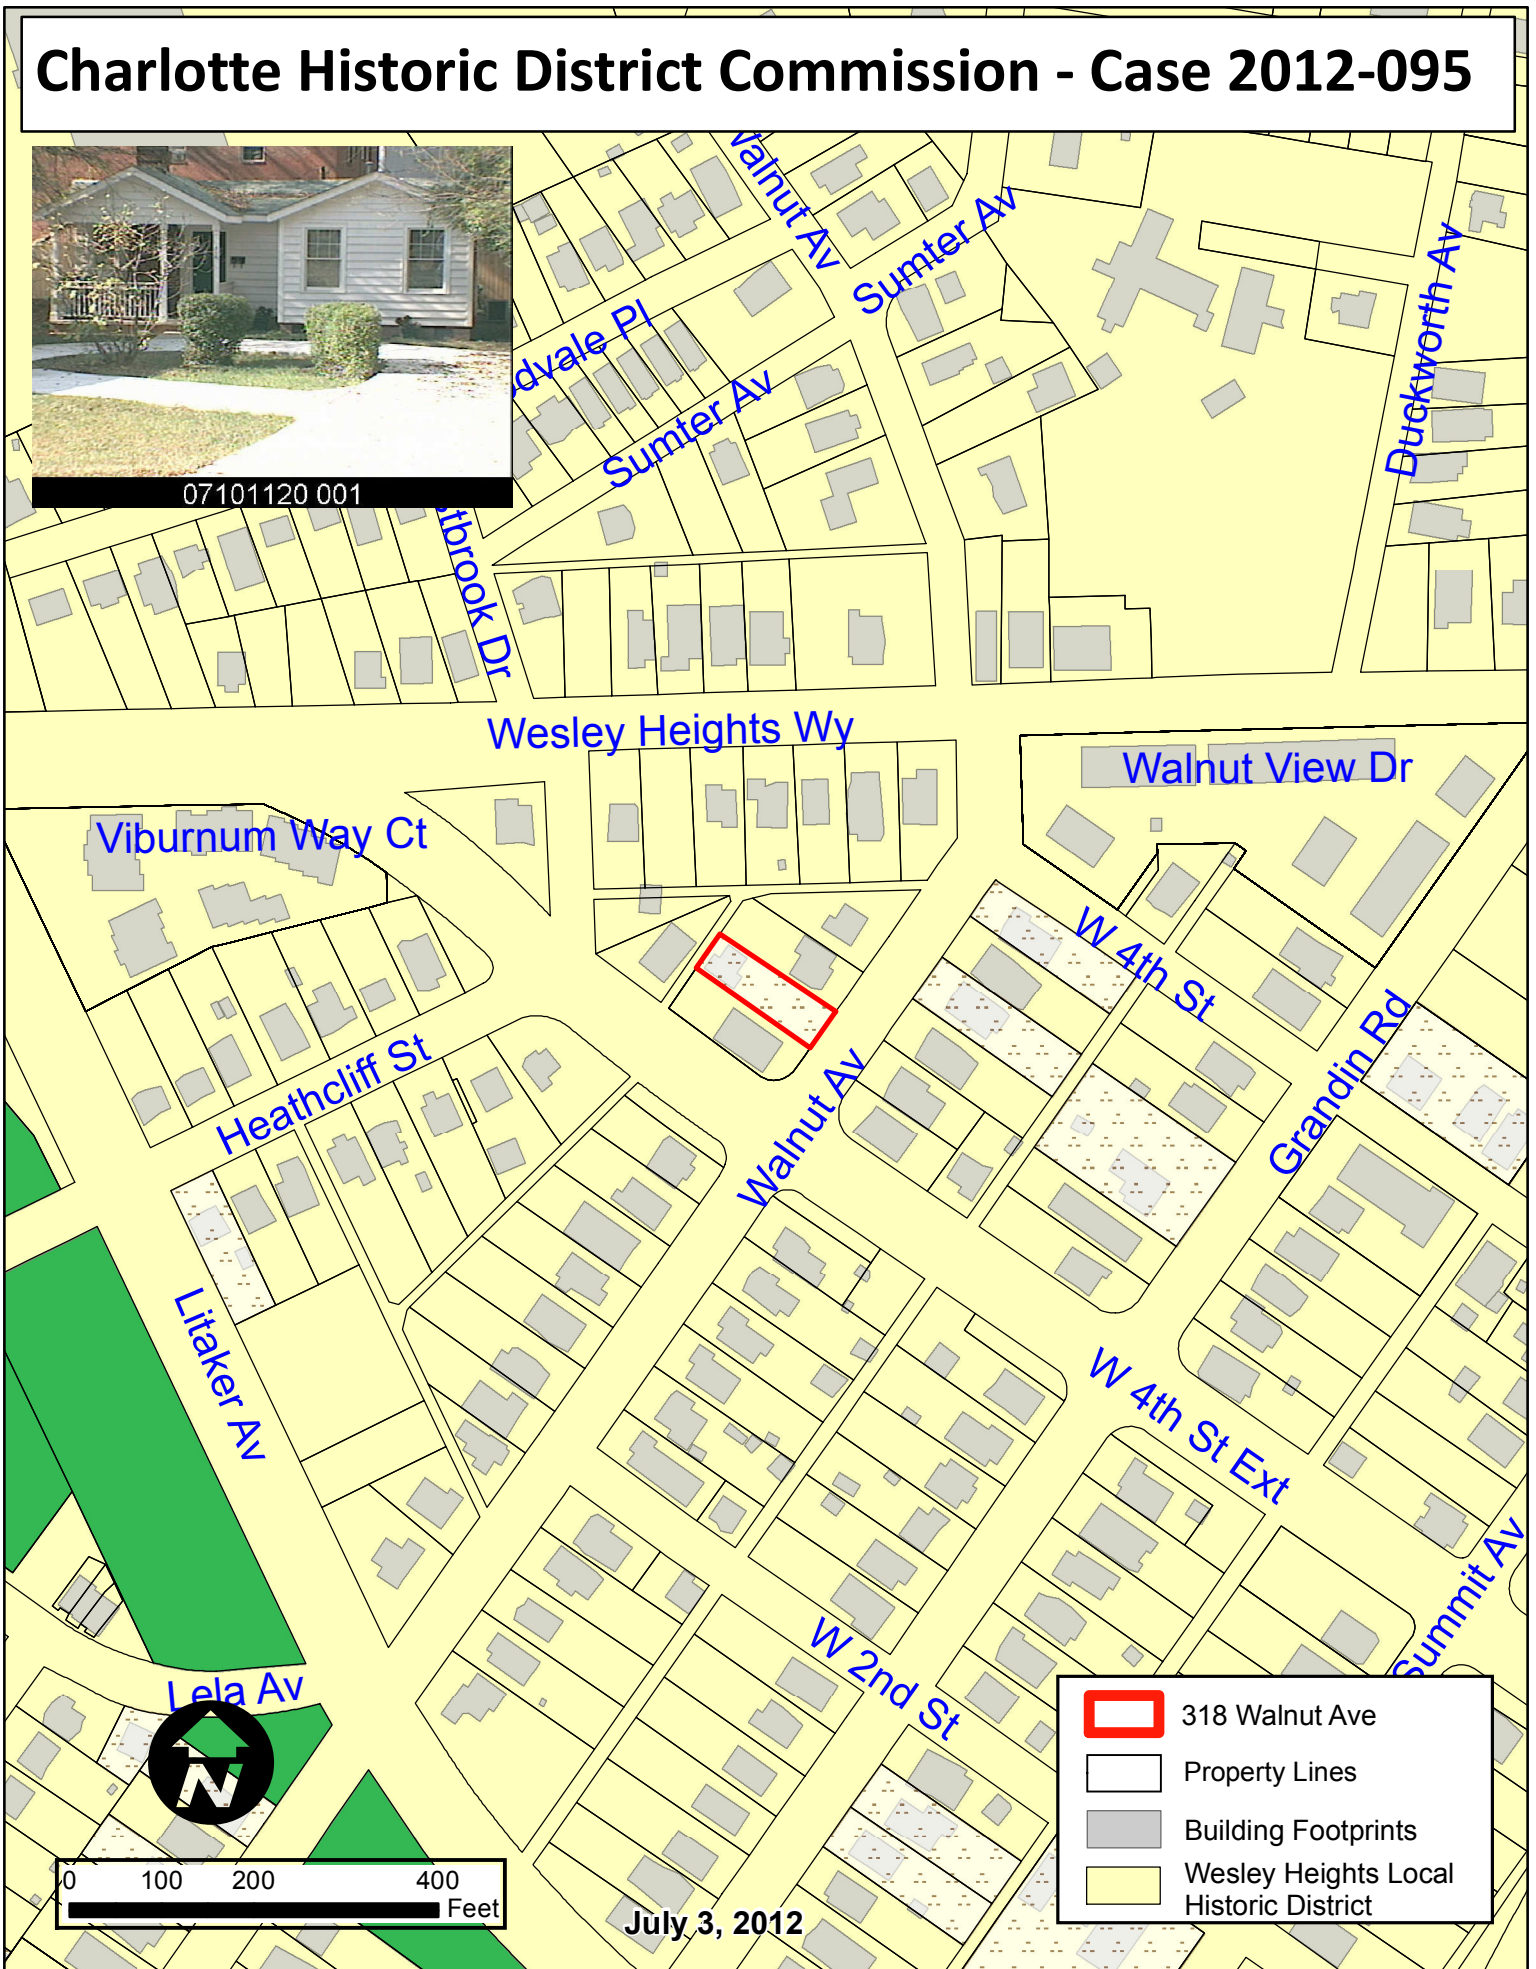 Charlotte Historic District Commission - Case 2012-095
Walnut Av
Sumter Av
Duckworth Av
dvale Pl
Sumter Av
07101120 001
tbrook Dr
Wesley Heights Wy
Walnut View Dr
Viburnum Way Ct
W 4th St
Grandin Rd
Heathcliff St
Walnut Av
Litaker Av
W 4th St Ext
Summit Av
W 2nd St
Lela Av
N
318 Walnut Ave
Property Lines
Building Footprints
Wesley Heights Local
Historic District
0 100 200 400
Feet
July 3, 2012